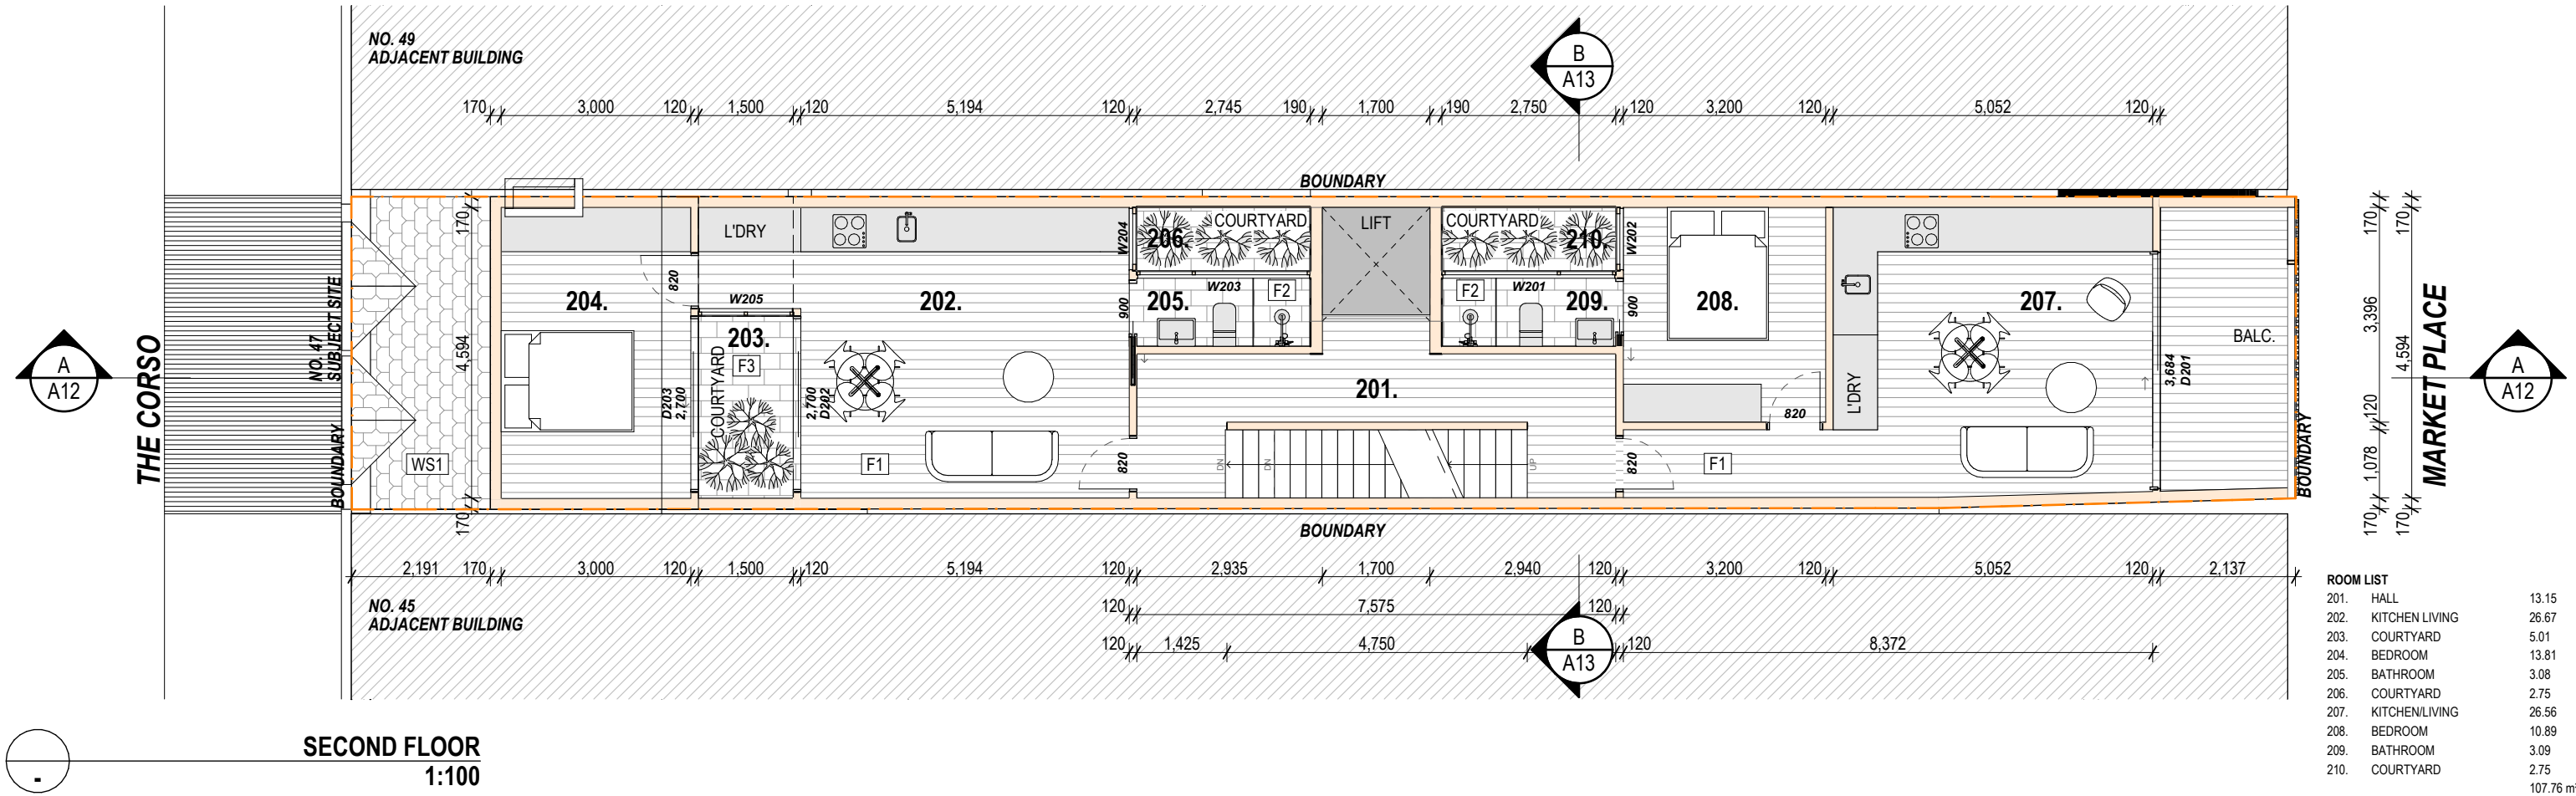 NO. 49
ADJACENT BUILDING
B
A13
170 3,000 120 1,500 120 5,194 120 2,745 190 1,700 190 2,750 120 3,200 120 5,052 120
BOUNDARY
170
L'DRY
W204
206.
COURTYARD
LIFT
COURTYARD
210.
W202
170
170
820
W205
204.
202.
900
205.
W203
F2
F2
W201
209.
900
208.
207.
3,396
MARKET PLACE
THE CORSO
NO. 47
SUBJECT SITE
4,594
203.
COURTYARD
F3
D203
2,700
2,700
D202
201.
820
L'DRY
3,684
D201
BALC.
4,594
120
A
A12
A
A12
BOUNDARY
WS1
F1
820
DN
DN
UP
820
F1
1,078
BOUNDARY
170
170
170
BOUNDARY
2,191 170 3,000 120 1,500 120 5,194 120 2,935 1,700 2,940 120 3,200 120 5,052 120 2,137
NO. 45
ADJACENT BUILDING
120 7,575 120
120 1,425 4,750 120 8,372
B
A13
SECOND FLOOR
1:100
-
ROOM LIST
201. HALL 13.15
202. KITCHEN LIVING 26.67
203. COURTYARD 5.01
204. BEDROOM 13.81
205. BATHROOM 3.08
206. COURTYARD 2.75
207. KITCHEN/LIVING 26.56
208. BEDROOM 10.89
209. BATHROOM 3.09
210. COURTYARD 2.75
107.76 m²